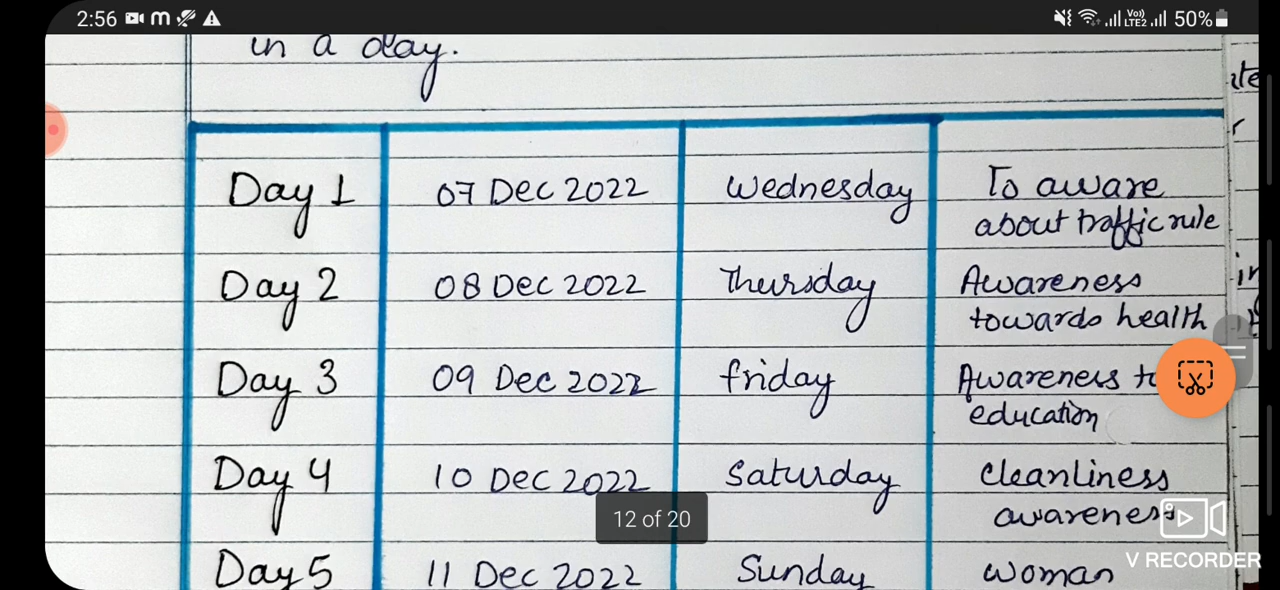 2:56
Vo)) LTE2 50%
in a day.
Day 1 07 Dec 2022 Wednesday To aware
about traffic rule
Day 2 08 Dec 2022 Thursday Awareness
towards health
Day 3 09 Dec 2022 friday Awareness
education
Day 4 10 Dec 2022 Saturday Cleanliness
awareness
12 of 20
Day 5 11 Dec 2022 Sunday woman
V RECORDER